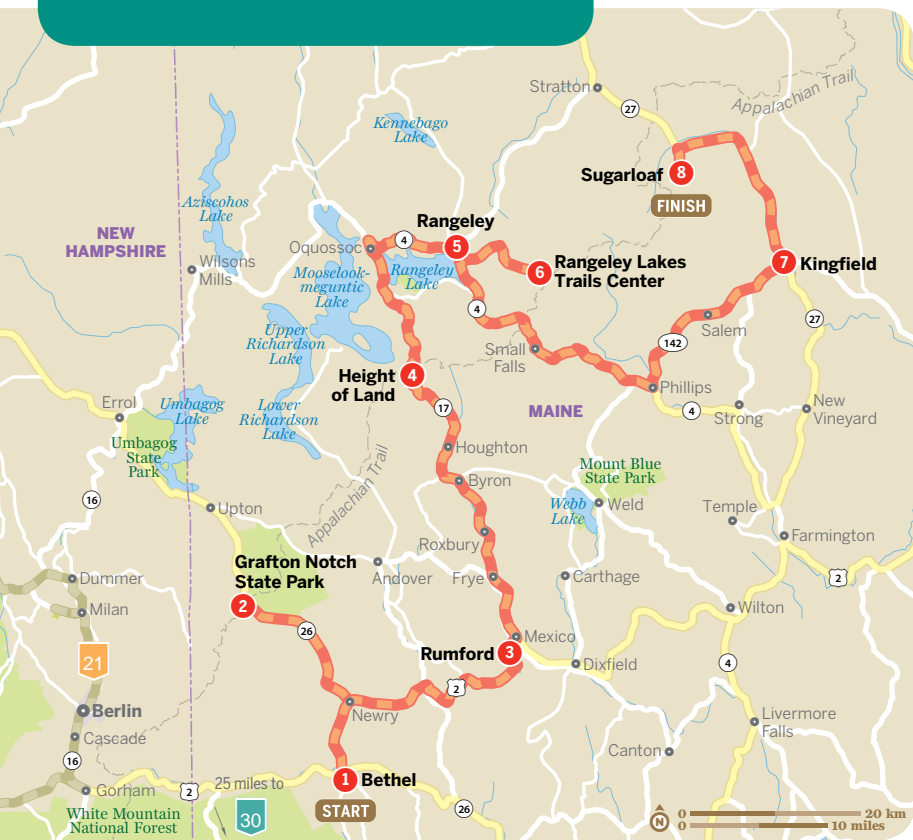 Stratton
27
Appalachian Trail
Kennebago
Lake
Sugarloaf
8
FINISH
Aziscohos
Lake
NEW
HAMPSHIRE
Rangeley
Oquossoc
4
5
6
Rangeley Lakes
Trails Center
7
Kingfield
Wilsons
Mills
Mooselook-
meguntic
Lake
Rangeley
Lake
4
27
Salem
142
Upper
Richardson
Lake
Small
Falls
Height
of Land
4
Phillips
Errol
Umbagog
Lake
Lower
Richardson
Lake
17
MAINE
4
Strong
New
Vineyard
Umbagog
State
Park
Houghton
Appalachian Trail
Byron
Mount Blue
State Park
16
Upton
Webb
Lake
Weld
Temple
Roxbury
Farmington
Grafton Notch
State Park
Andover
Frye
Carthage
2
Dummer
2
Milan
26
Wilton
Mexico
Rumford
3
21
Dixfield
4
2
Berlin
Newry
Livermore
Falls
Cascade
Canton
16
1
Bethel
Gorham
2
25 miles to
START
26
30
White Mountain
National Forest
N
0
20 km
0
10 miles